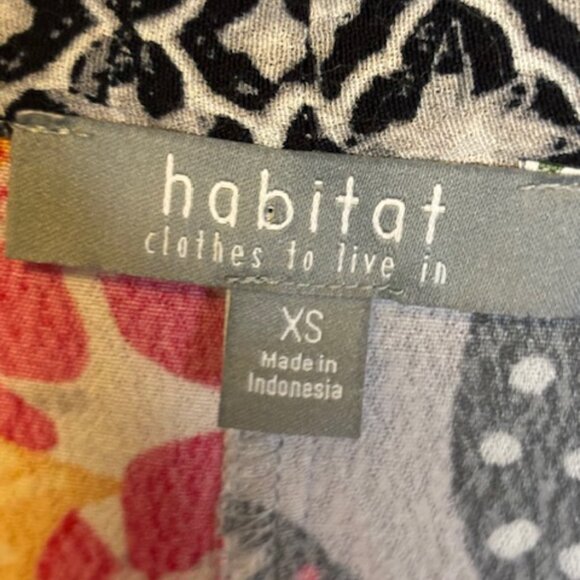 habitat
clothes to live in
XS
Made in
Indonesia